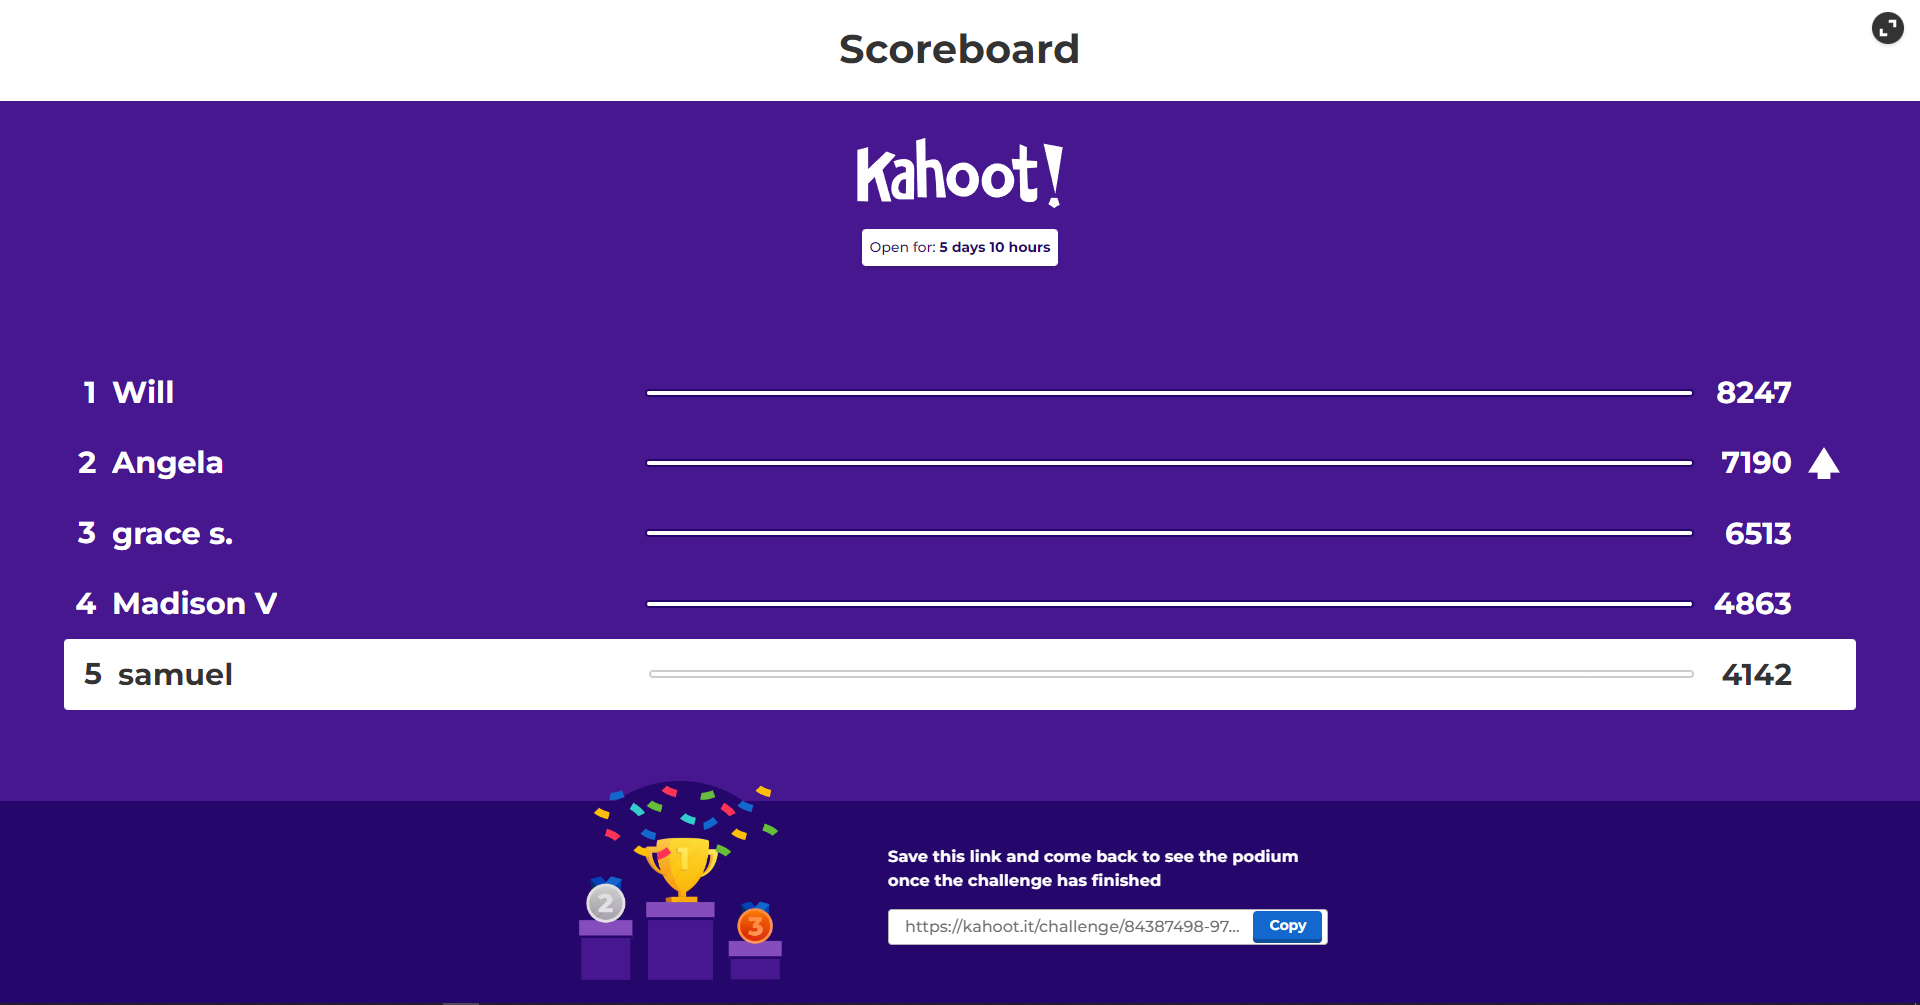 Scoreboard
Kahoot!
Open for: 5 days 10 hours
1 Will 8247
2 Angela 7190
3 grace s. 6513
4 Madison V 4863
5 samuel 4142
1
2
3
Save this link and come back to see the podium
once the challenge has finished
https://kahoot.it/challenge/84387498-97... Copy